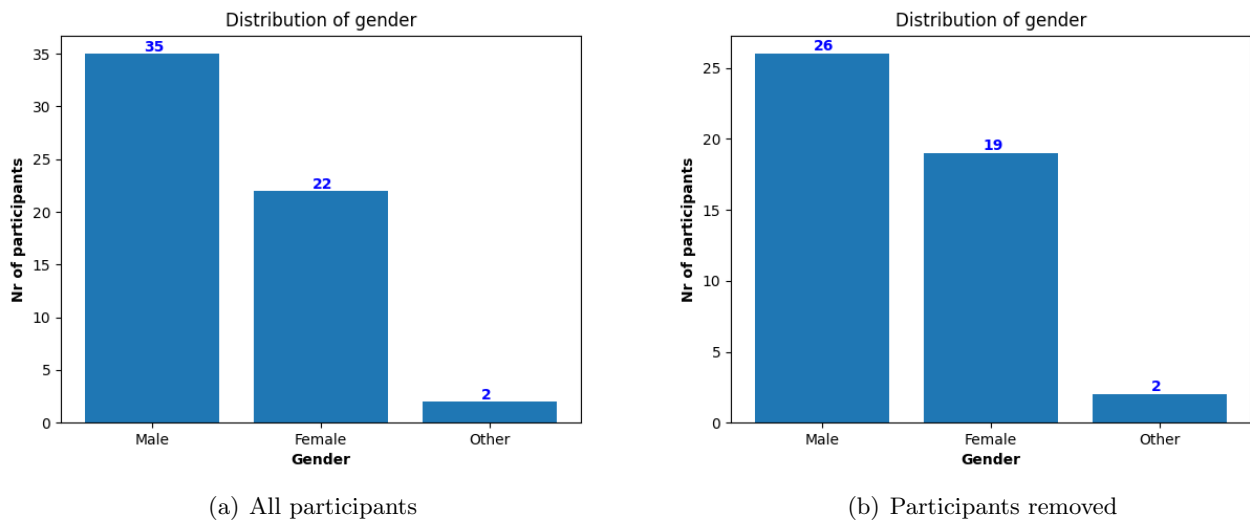 Distribution of gender
35
22
2
35
30
25
20
15
10
5
0
Nr of participants
Male Female Other
Gender
(a) All participants
Distribution of gender
26
19
2
25
20
15
10
5
0
Nr of participants
Male Female Other
Gender
(b) Participants removed